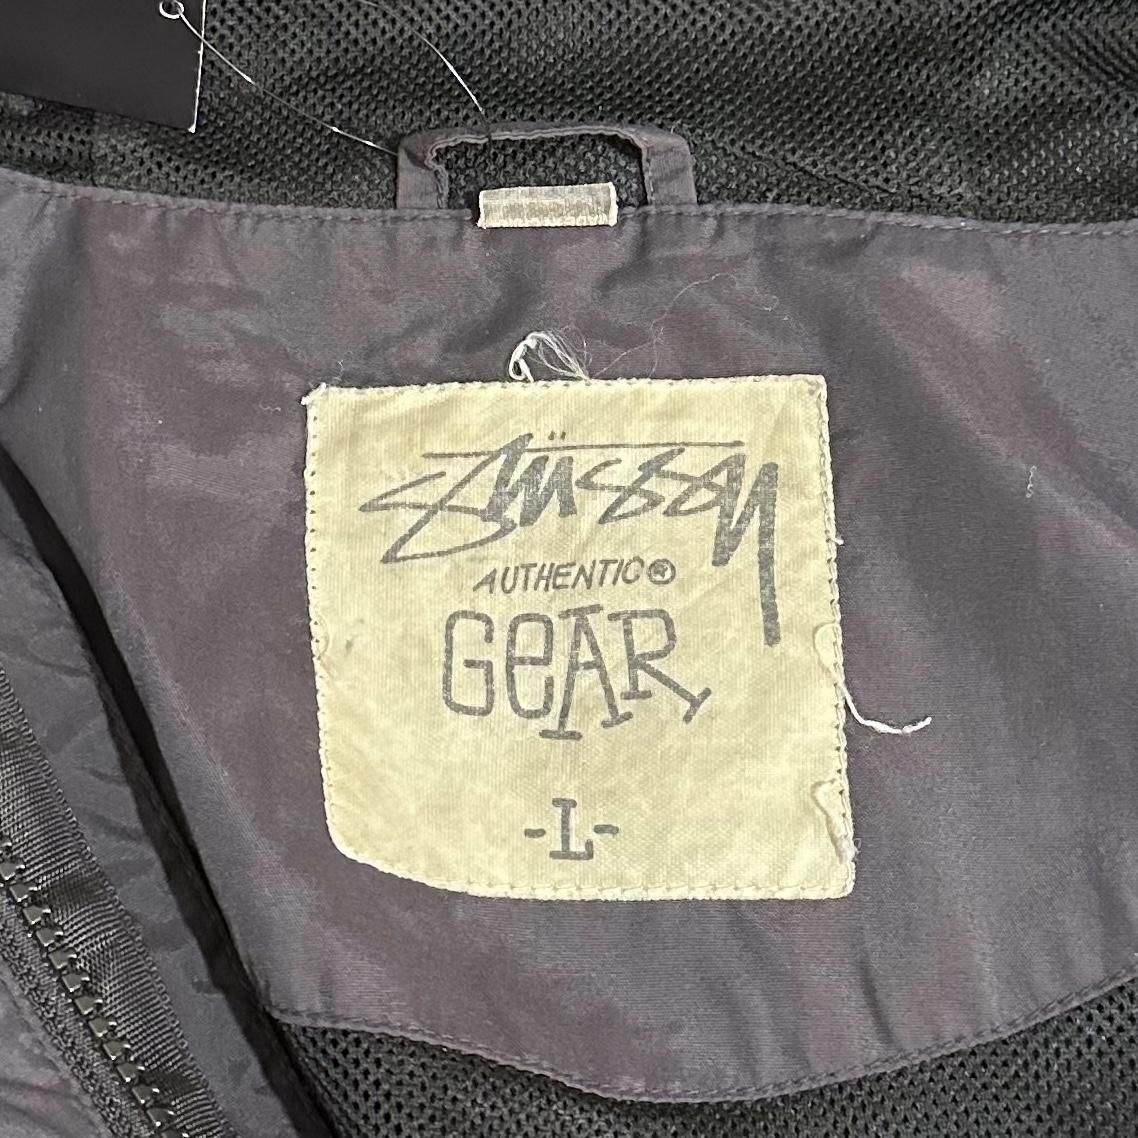 Stüssy
AUTHENTIC®
GeAR
-L-